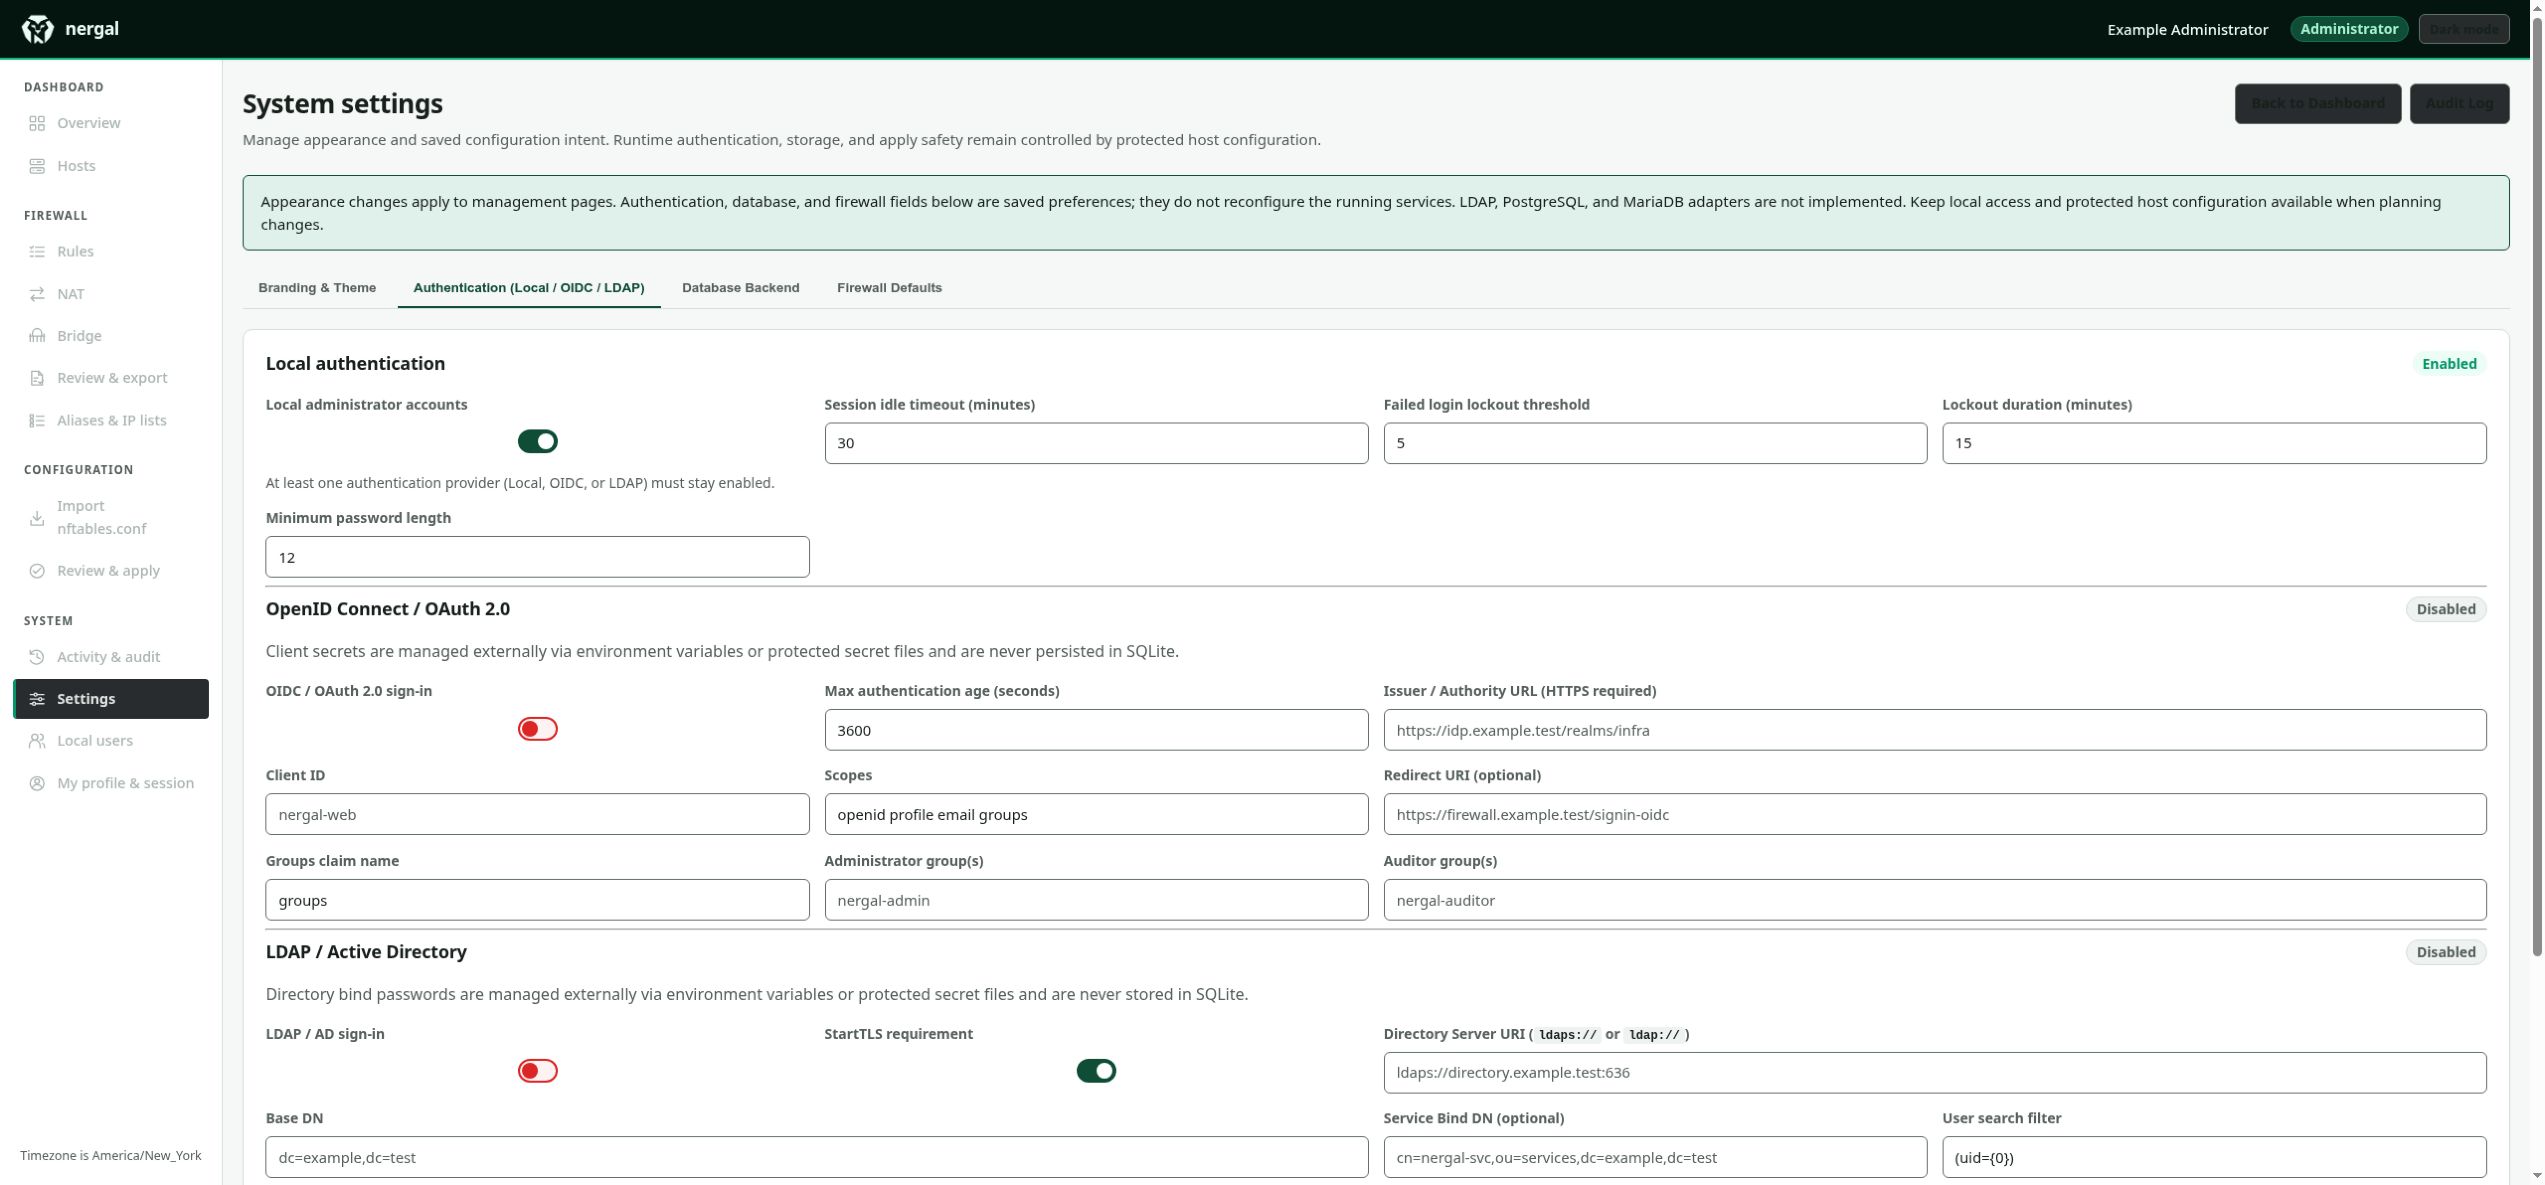 nergal
Example Administrator
Administrator
Dark mode
DASHBOARD
Overview
Hosts
FIREWALL
Rules
NAT
Bridge
Review & export
Aliases & IP lists
CONFIGURATION
Import
nftables.conf
Review & apply
SYSTEM
Activity & audit
Settings
Local users
My profile & session
Timezone is America/New_York
System settings
Back to Dashboard
Audit Log
Manage appearance and saved configuration intent. Runtime authentication, storage, and apply safety remain controlled by protected host configuration.
Appearance changes apply to management pages. Authentication, database, and firewall fields below are saved preferences; they do not reconfigure the running services. LDAP, PostgreSQL, and MariaDB adapters are not implemented. Keep local access and protected host configuration available when planning
changes.
Branding & Theme
Authentication (Local / OIDC / LDAP)
Database Backend
Firewall Defaults
Local authentication
Enabled
Local administrator accounts
At least one authentication provider (Local, OIDC, or LDAP) must stay enabled.
Session idle timeout (minutes)
30
Failed login lockout threshold
5
Lockout duration (minutes)
15
Minimum password length
12
OpenID Connect / OAuth 2.0
Disabled
Client secrets are managed externally via environment variables or protected secret files and are never persisted in SQLite.
OIDC / OAuth 2.0 sign-in
Max authentication age (seconds)
3600
Issuer / Authority URL (HTTPS required)
https://idp.example.test/realms/infra
Client ID
nergal-web
Scopes
openid profile email groups
Redirect URI (optional)
https://firewall.example.test/signin-oidc
Groups claim name
groups
Administrator group(s)
nergal-admin
Auditor group(s)
nergal-auditor
LDAP / Active Directory
Disabled
Directory bind passwords are managed externally via environment variables or protected secret files and are never stored in SQLite.
LDAP / AD sign-in
StartTLS requirement
Directory Server URI ( ldaps:// or ldap:// )
ldaps://directory.example.test:636
Base DN
dc=example,dc=test
Service Bind DN (optional)
cn=nergal-svc,ou=services,dc=example,dc=test
User search filter
(uid={0})